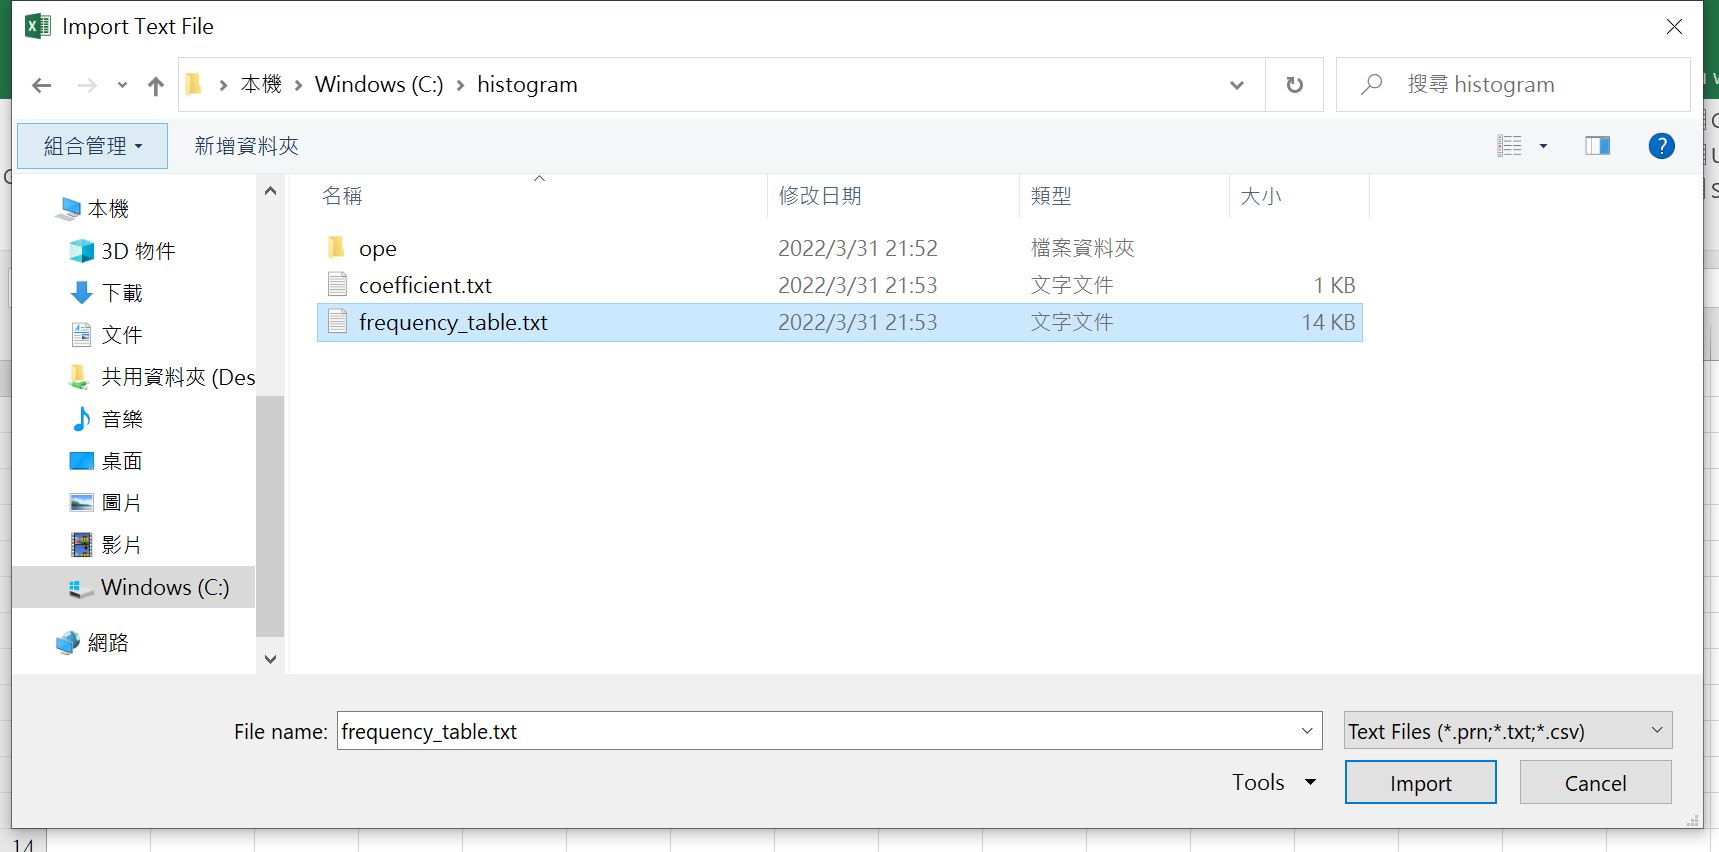 Import Text File
本機 Windows (C:) histogram
搜尋 histogram
組合管理 新增資料夾
名稱 修改日期 類型 大小
ope 2022/3/31 21:52 檔案資料夾
coefficient.txt 2022/3/31 21:53 文字文件 1 KB
frequency_table.txt 2022/3/31 21:53 文字文件 14 KB
本機
3D 物件
下載
文件
共用資料夾 (Des
音樂
桌面
圖片
影片
Windows (C:)
網路
File name: frequency_table.txt Text Files (*.prn;*.txt;*.csv)
Tools Import Cancel
14